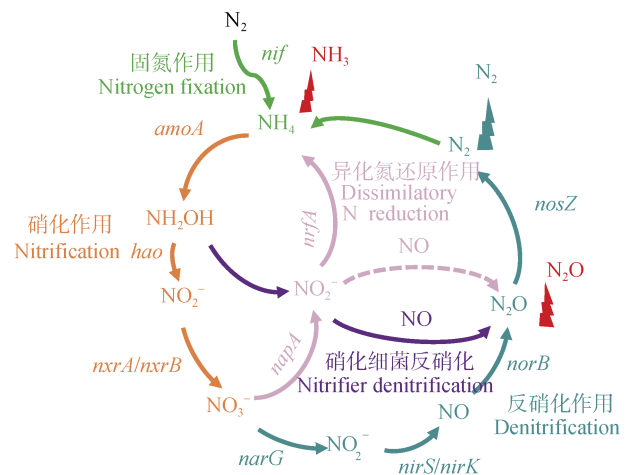 N₂
固氮作用
Nitrogen fixation
nif
NH₃
N₂
NH₄
N₂
amoA
异化氮还原作用
Dissimilatory
N reduction
nrfA
nosZ
硝化作用
Nitrification
NH₂OH
hao
NO
N₂O
NO₂⁻
NO₂⁻
N₂O
NO
nxrA/nxrB
napA
硝化细菌反硝化
Nitrifier denitrification
norB
NO₃⁻
NO
反硝化作用
Denitrification
narG
NO₂⁻
nirS/nirK